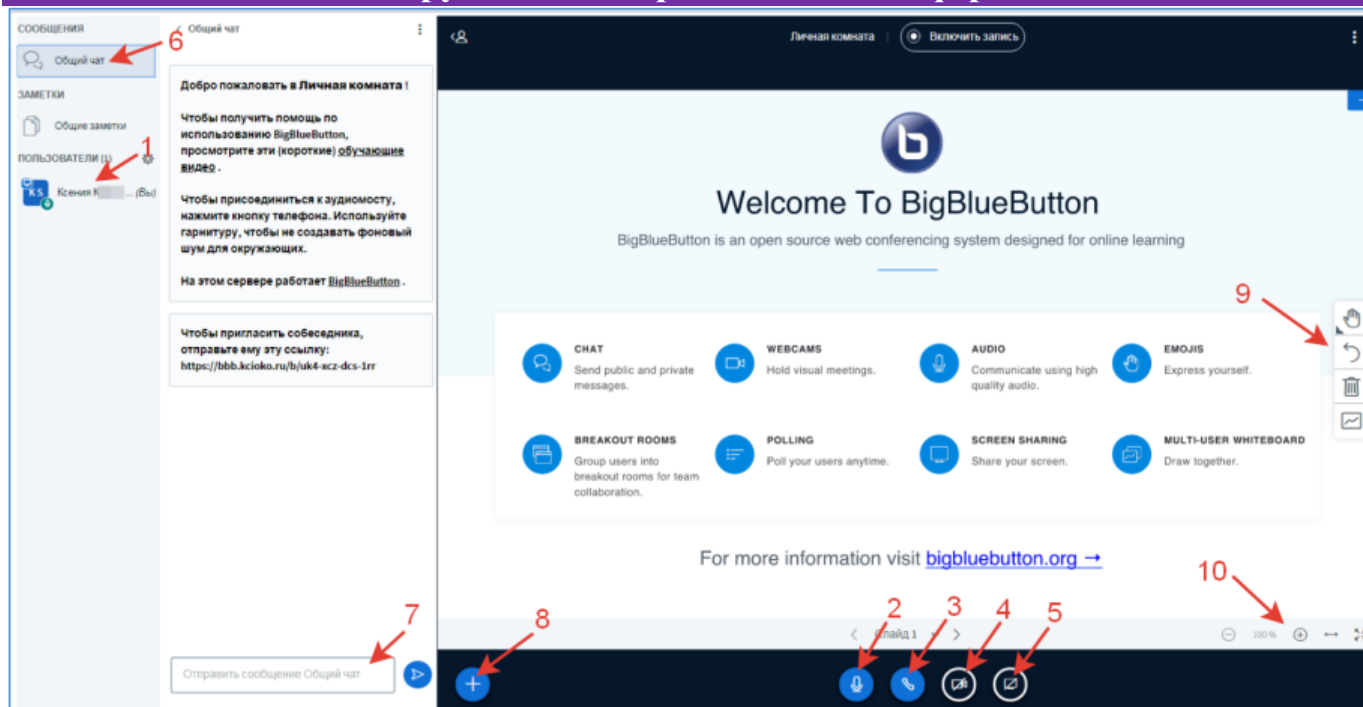 СООБЩЕНИЯ
Общий чат
ЗАМЕТКИ
Общие заметки
ПОЛЬЗОВАТЕЛИ (1)
KS
Ксения К ... (Вы)
6
1
Общий чат
Добро пожаловать в Личная комната !
Чтобы получить помощь по
использованию BigBlueButton,
просмотрите эти (короткие) обучающие
видео .
Чтобы присоединиться к аудиомосту,
нажмите кнопку телефона. Используйте
гарнитуру, чтобы не создавать фоновый
шум для окружающих.
На этом сервере работает BigBlueButton .
Чтобы пригласить собеседника,
отправьте ему эту ссылку:
https://bbb.kcioko.ru/b/uk4-xcz-dcs-1rr
7
Отправить сообщение Общий чат
Личная комната
Включить запись
b
Welcome To BigBlueButton
BigBlueButton is an open source web conferencing system designed for online learning
9
CHAT
Send public and private
messages.
WEBCAMS
Hold visual meetings.
AUDIO
Communicate using high
quality audio.
EMOJIS
Express yourself.
BREAKOUT ROOMS
Group users into
breakout rooms for team
collaboration.
POLLING
Poll your users anytime.
SCREEN SHARING
Share your screen.
MULTI-USER WHITEBOARD
Draw together.
For more information visit bigbluebutton.org →
8
2
3
4
5
10
Слайд 1
100%